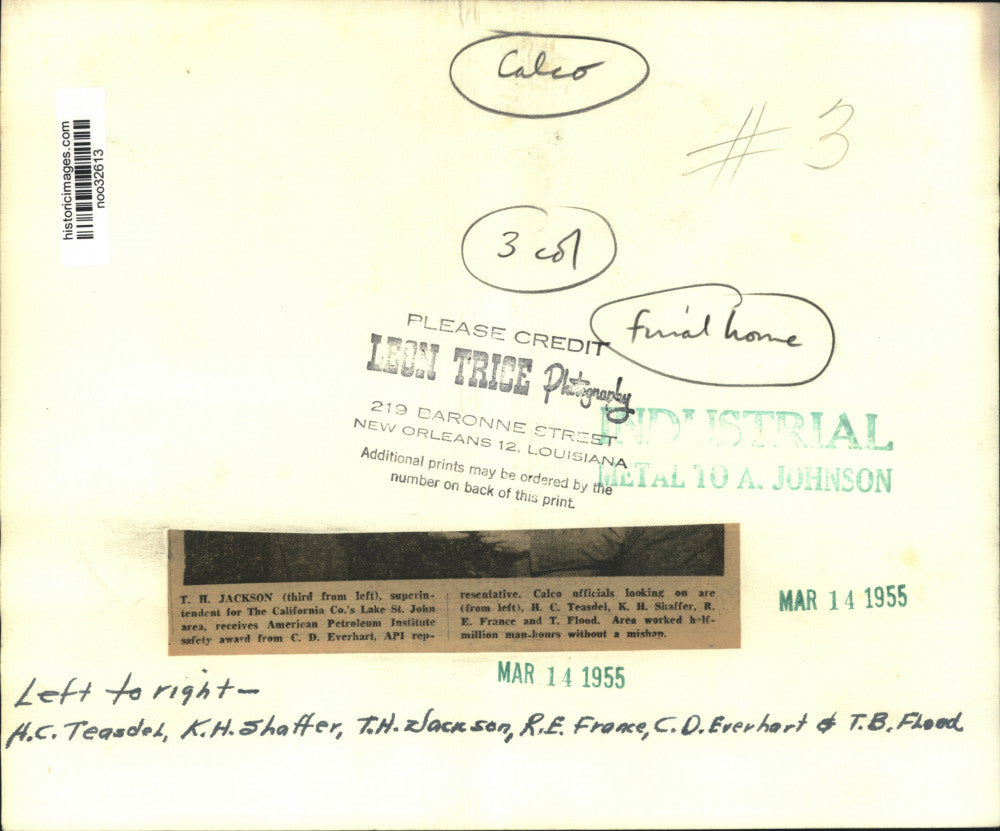 Calco
# 3
historicimages.com
noo32613
3 col
Final home
PLEASE CREDIT
LEON TRICE Photography
219 BARONNE STREET
NEW ORLEANS 12, LOUISIANA
Additional prints may be ordered by the
number on back of this print.
INDUSTRIAL
METAL TO A. JOHNSON
T. H. JACKSON (third from left), superin-
tendent for The California Co.'s Lake St. John
area, receives American Petroleum Institute
safety award from C. D. Everhart, API rep-
resentative. Calco officials looking on are
(from left), H. C. Teasdel, K. H. Shaffer, R.
E. France and T. Flood. Area worked half-
million man-hours without a mishap.
MAR 14 1955
MAR 14 1955
Left to right—
H.C. Teasdel, K.H. Shaffer, T.H. Jackson, R.E. France, C.D. Everhart & T.B. Flood